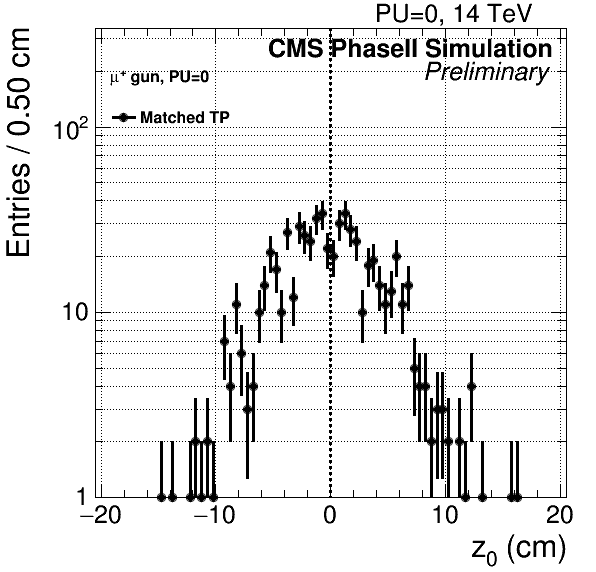 PU=0, 14 TeV
CMS PhaseII Simulation
Preliminary
μ⁺ gun, PU=0
Matched TP
Entries / 0.50 cm
10²
10
1
−20 −10 0 10 20
z₀ (cm)